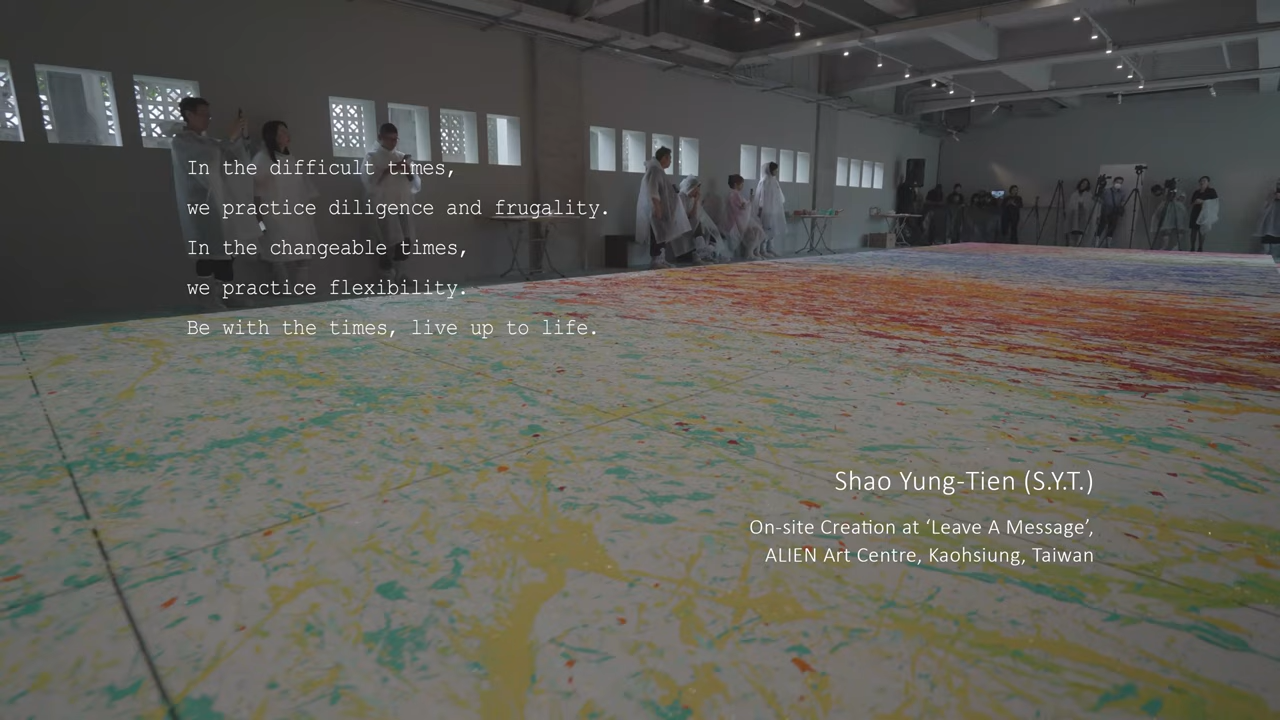 In the difficult times,
we practice diligence and frugality.
In the changeable times,
we practice flexibility.
Be with the times, live up to life.
Shao Yung-Tien (S.Y.T.)
On-site Creation at ‘Leave A Message’,
ALIEN Art Centre, Kaohsiung, Taiwan